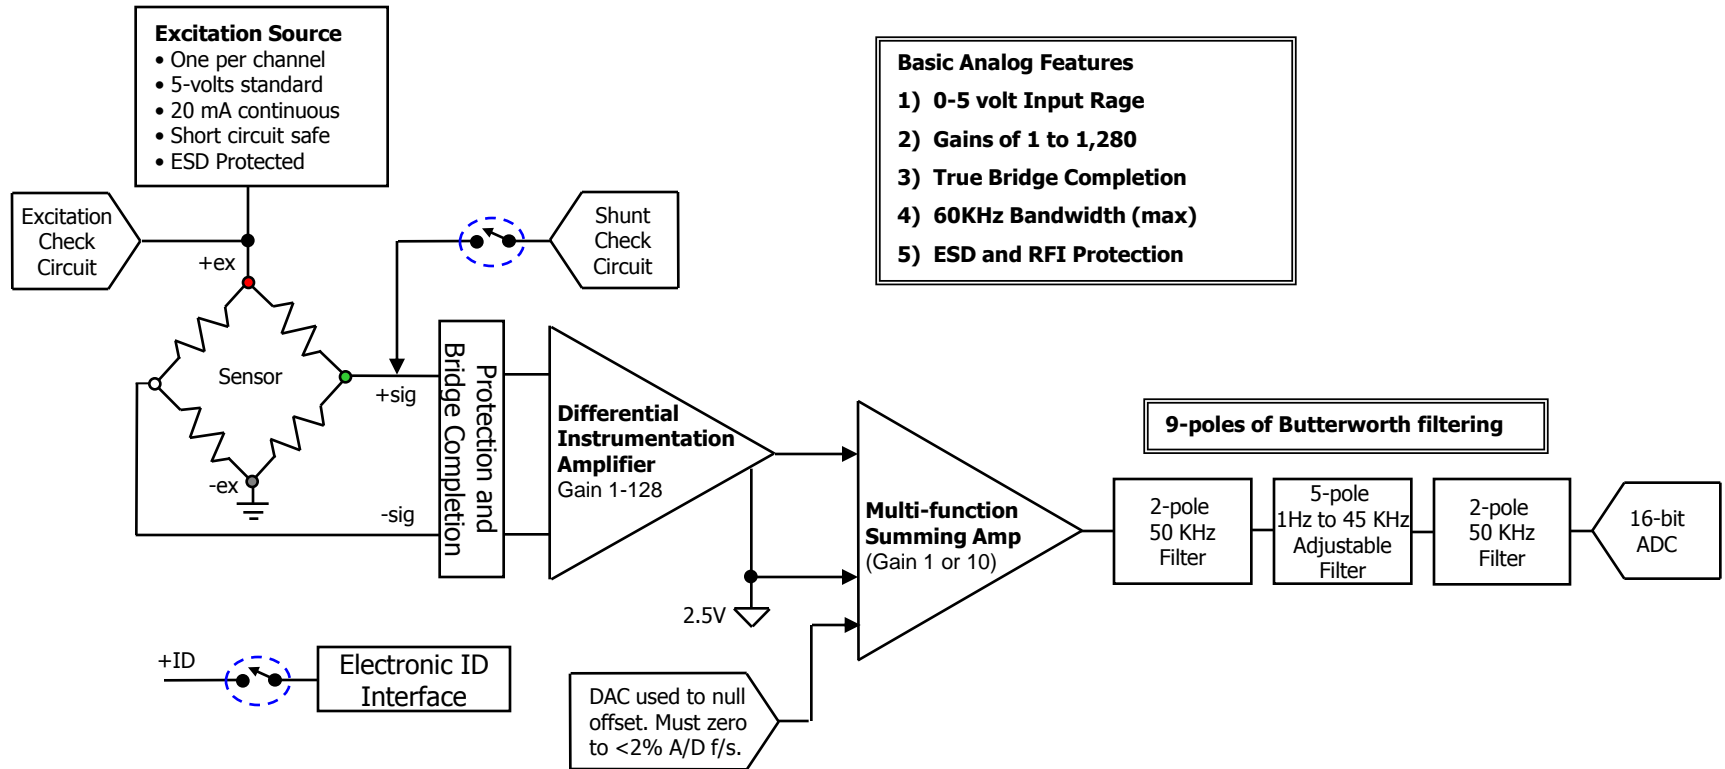 Excitation Source
• One per channel
• 5-volts standard
• 20 mA continuous
• Short circuit safe
• ESD Protected
Basic Analog Features
1) 0-5 volt Input Rage
2) Gains of 1 to 1,280
3) True Bridge Completion
4) 60KHz Bandwidth (max)
5) ESD and RFI Protection
Excitation
Check
Circuit
+ex
Shunt
Check
Circuit
Sensor
+sig
-ex
-sig
Protection and
Bridge Completion
Differential
Instrumentation
Amplifier
Gain 1-128
2.5V
Multi-function
Summing Amp
(Gain 1 or 10)
9-poles of Butterworth filtering
2-pole
50 KHz
Filter
5-pole
1Hz to 45 KHz
Adjustable
Filter
2-pole
50 KHz
Filter
16-bit
ADC
+ID
Electronic ID
Interface
DAC used to null
offset. Must zero
to <2% A/D f/s.